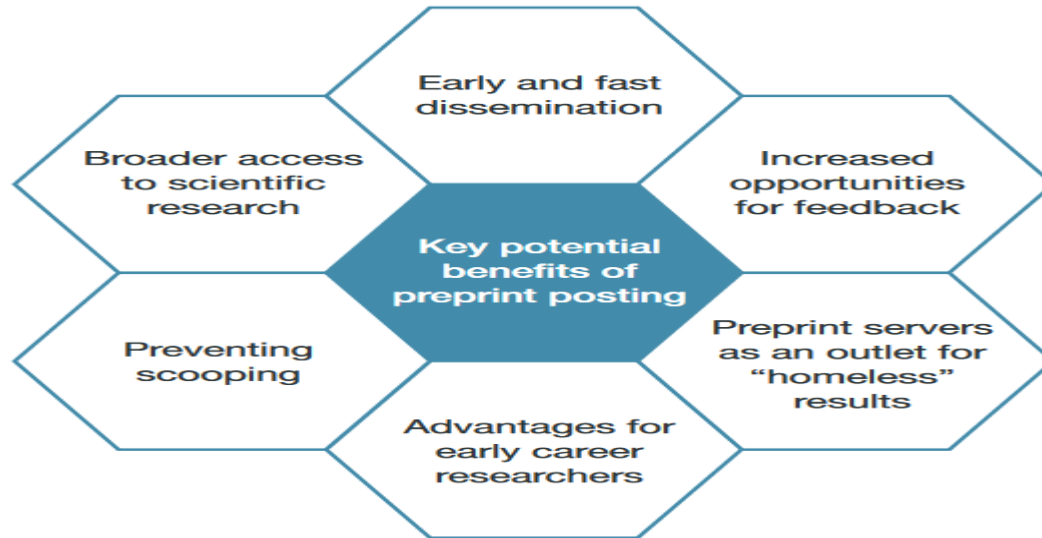 Early and fast
dissemination
Broader access
to scientific
research
Increased
opportunities
for feedback
Key potential
benefits of
preprint posting
Preventing
scooping
Preprint servers
as an outlet for
“homeless”
results
Advantages for
early career
researchers